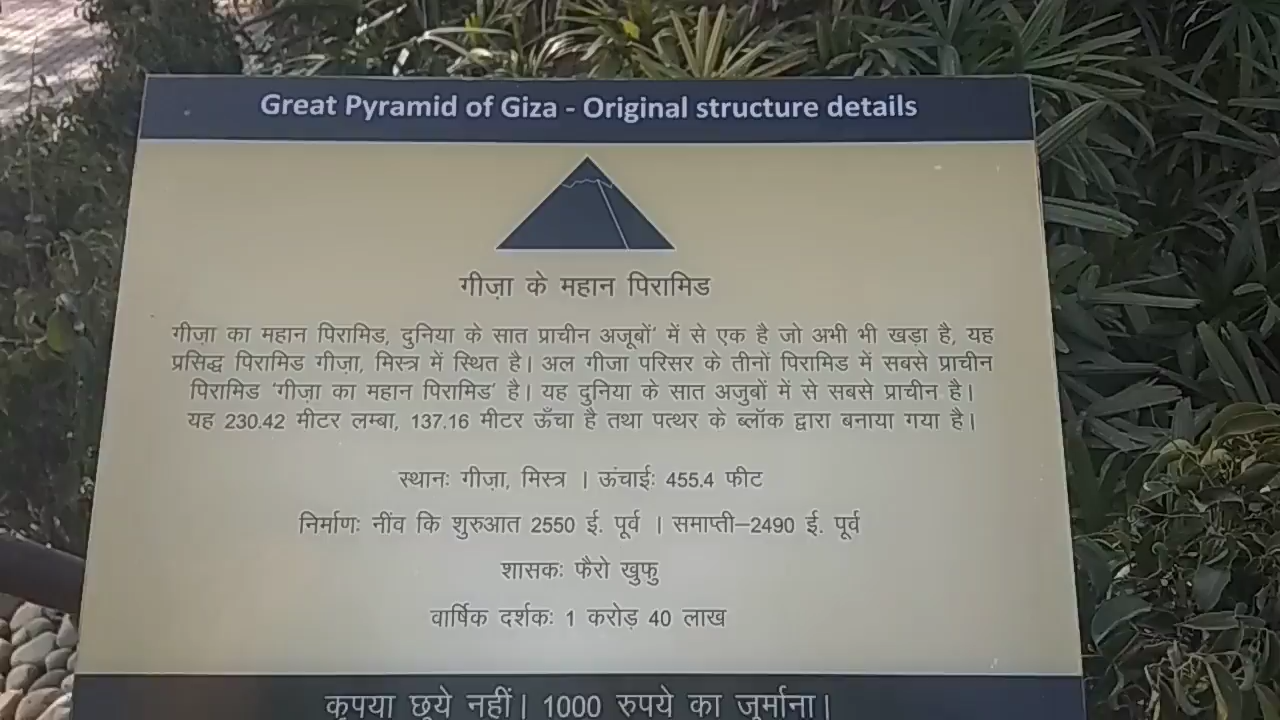 Great Pyramid of Giza - Original structure details
गीज़ा के महान पिरामिड
गीज़ा का महान पिरामिड, दुनिया के सात प्राचीन अजूबों' में से एक है जो अभी भी खड़ा है, यह
प्रसिद्ध पिरामिड गीज़ा, मिस्त्र में स्थित है। अल गीजा परिसर के तीनों पिरामिड में सबसे प्राचीन
पिरामिड 'गीज़ा का महान पिरामिड' है। यह दुनिया के सात अजुबों में से सबसे प्राचीन है।
यह 230.42 मीटर लम्बा, 137.16 मीटर ऊँचा है तथा पत्थर के ब्लॉक द्वारा बनाया गया है।
स्थानः गीज़ा, मिस्त्र । ऊंचाईः 455.4 फीट
निर्माणः नींव कि शुरुआत 2550 ई. पूर्व । समाप्ती–2490 ई. पूर्व
शासकः फैरो खुफु
वार्षिक दर्शकः 1 करोड़ 40 लाख
कृपया छूये नहीं। 1000 रुपये का जुर्माना।